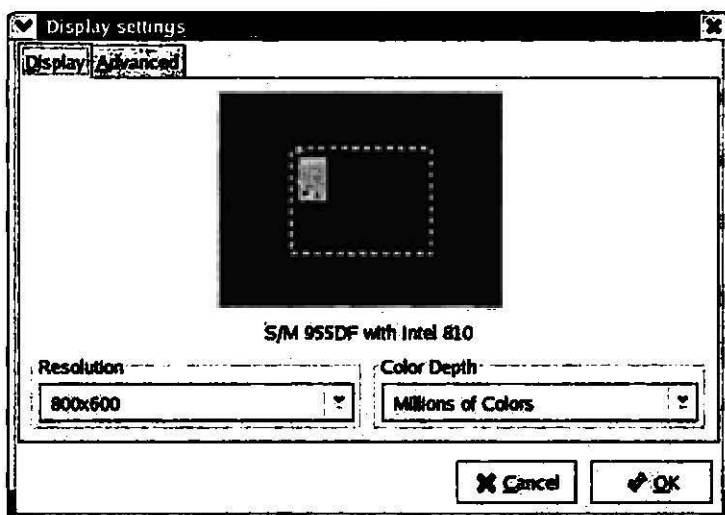 Display settings
Display Advanced
S/M 955DF with Intel 810
Resolution Color Depth
800x600 Millions of Colors
Cancel OK